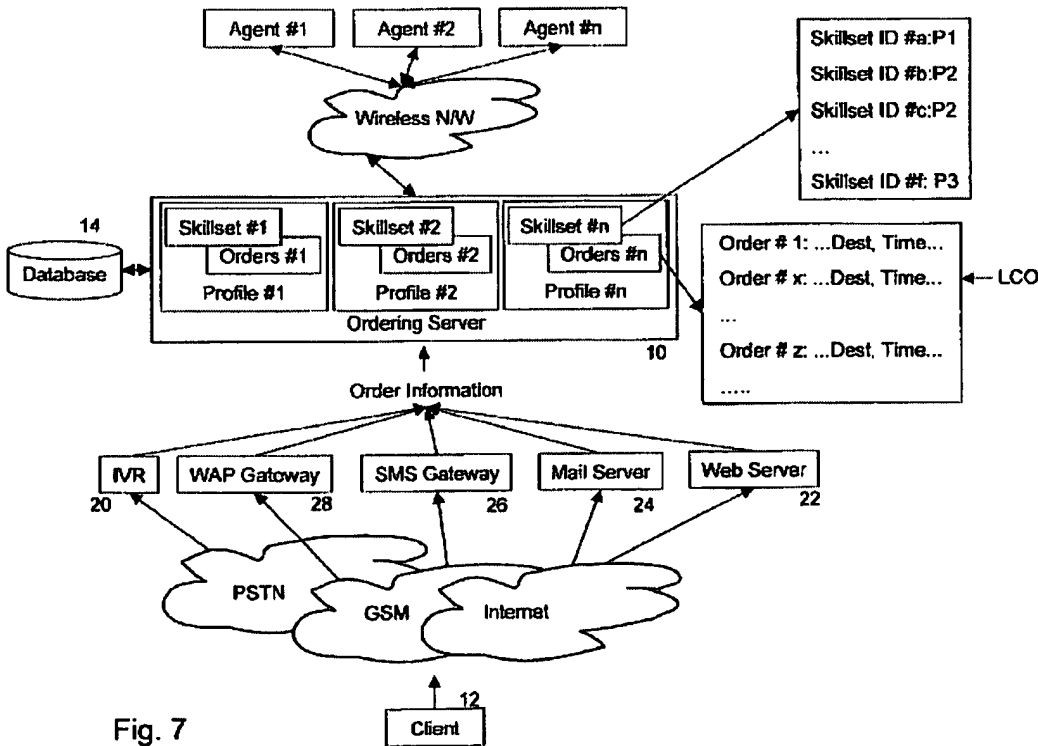 Agent #1
Agent #2
Agent #n
Wireless N/W
Skillset ID #a:P1
Skillset ID #b:P2
Skillset ID #c:P2
...
Skillset ID #f: P3
14
Database
Skillset #1
Orders #1
Profile #1
Skillset #2
Orders #2
Profile #2
Skillset #n
Orders #n
Profile #n
Ordering Server
10
Order # 1: ...Dest, Time...
Order # x: ...Dest, Time...
...
Order # z: ...Dest, Time...
.....
LCO
Order Information
IVR
20
WAP Gatoway
28
SMS Gateway
26
Mail Server
24
Web Server
22
PSTN
GSM
Internet
12
Client
Fig. 7